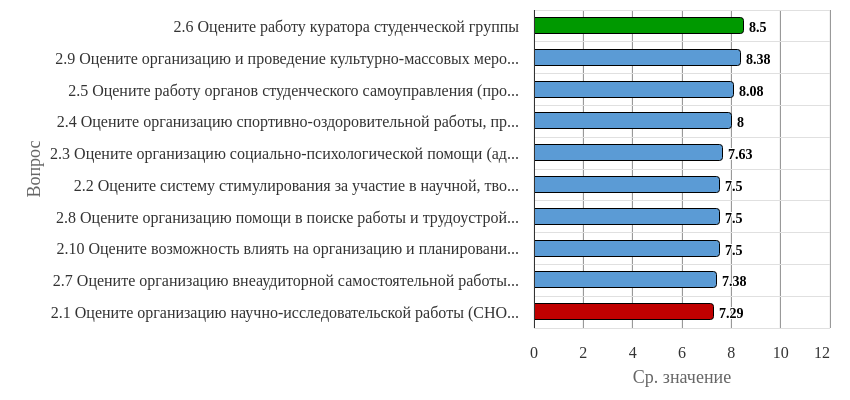 2.6 Оцените работу куратора студенческой группы 8.5
2.9 Оцените организацию и проведение культурно-массовых меро... 8.38
2.5 Оцените работу органов студенческого самоуправления (про... 8.08
2.4 Оцените организацию спортивно-оздоровительной работы, пр... 8
2.3 Оцените организацию социально-психологической помощи (ад... 7.63
2.2 Оцените систему стимулирования за участие в научной, тво... 7.5
2.8 Оцените организацию помощи в поиске работы и трудоустрой... 7.5
2.10 Оцените возможность влиять на организацию и планировани... 7.5
2.7 Оцените организацию внеаудиторной самостоятельной работы... 7.38
2.1 Оцените организацию научно-исследовательской работы (СНО... 7.29
Вопрос
0 2 4 6 8 10 12
Ср. значение